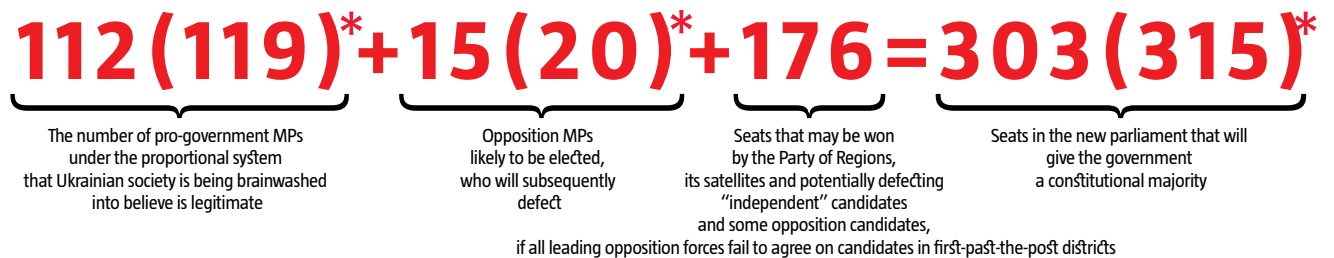 112(119)*+15(20)*+176=303(315)*
The number of pro-government MPs
under the proportional system
that Ukrainian society is being brainwashed
into believe is legitimate
Opposition MPs
likely to be elected,
who will subsequently
defect
Seats that may be won
by the Party of Regions,
its satellites and potentially defecting
“independent” candidates
and some opposition candidates,
if all leading opposition forces fail to agree on candidates in first-past-the-post districts
Seats in the new parliament that will
give the government
a constitutional majority